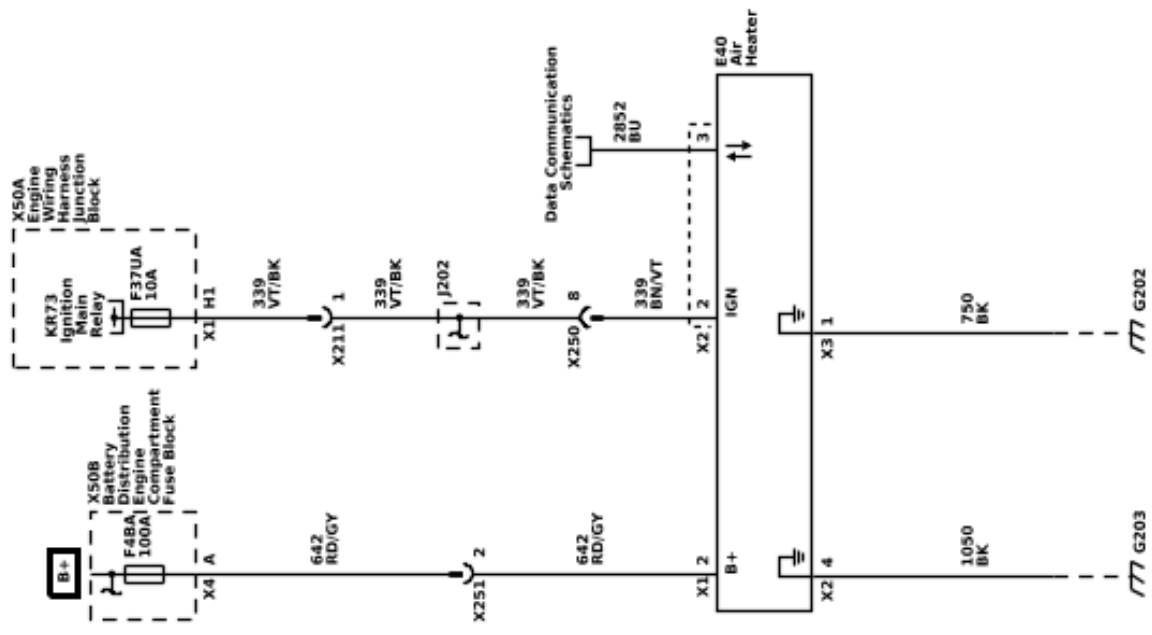 B+
X50B
Battery
Distribution
Engine
Compartment
Fuse Block
F48A
100A
X4 A
642
RD/GY
X251 2
642
RD/GY
X1 2
B+
X2 4
1050
BK
G203
X50A
Engine
Wiring
Harness
Junction
Block
KR73
Ignition
Main
Relay
F37UA
10A
X1 H1
339
VT/BK
X211 1
339
VT/BK
J202
339
VT/BK
X250 8
339
BN/VT
X2 2
IGN
X3 1
750
BK
G202
Data Communication
Schematics
2852
BU
3
E40
Air
Heater